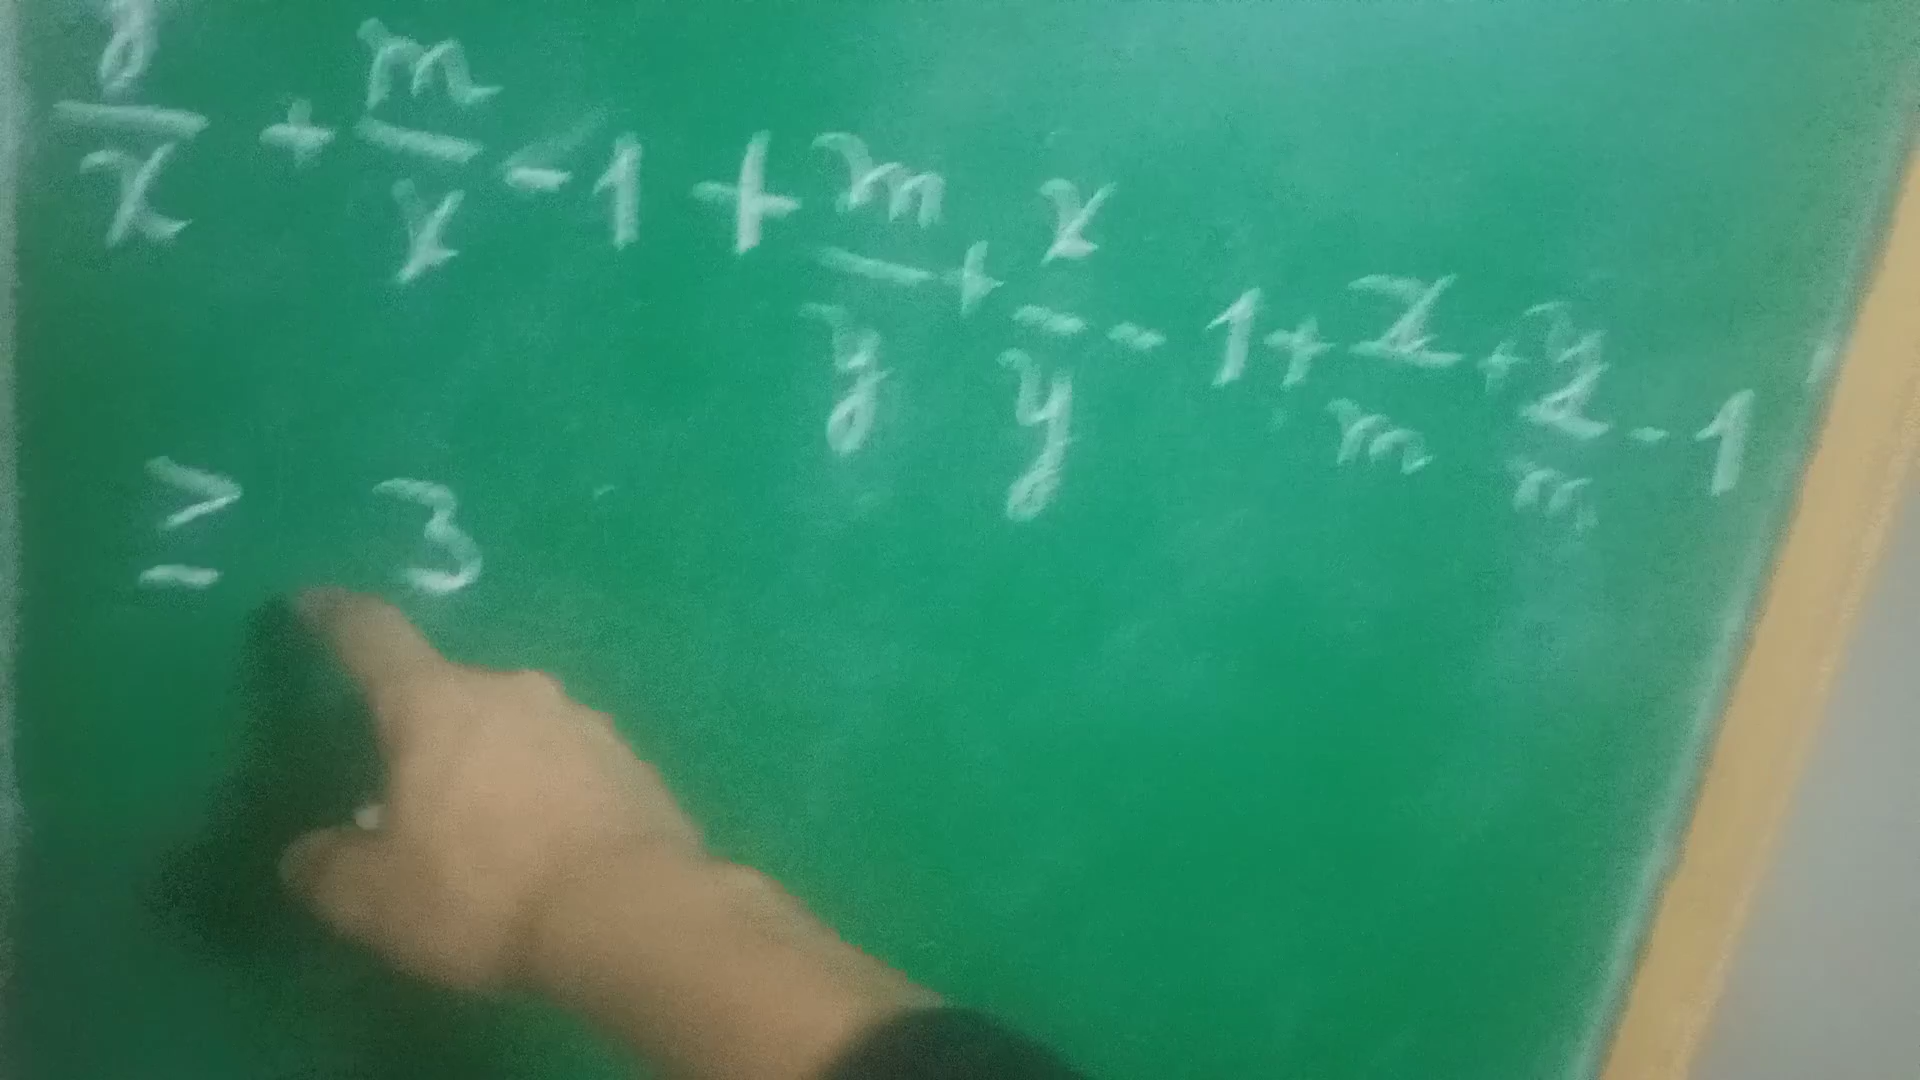 y/x + m/x - 1 + m/y + x/y - 1 + x/m + y/m - 1
≥ 3